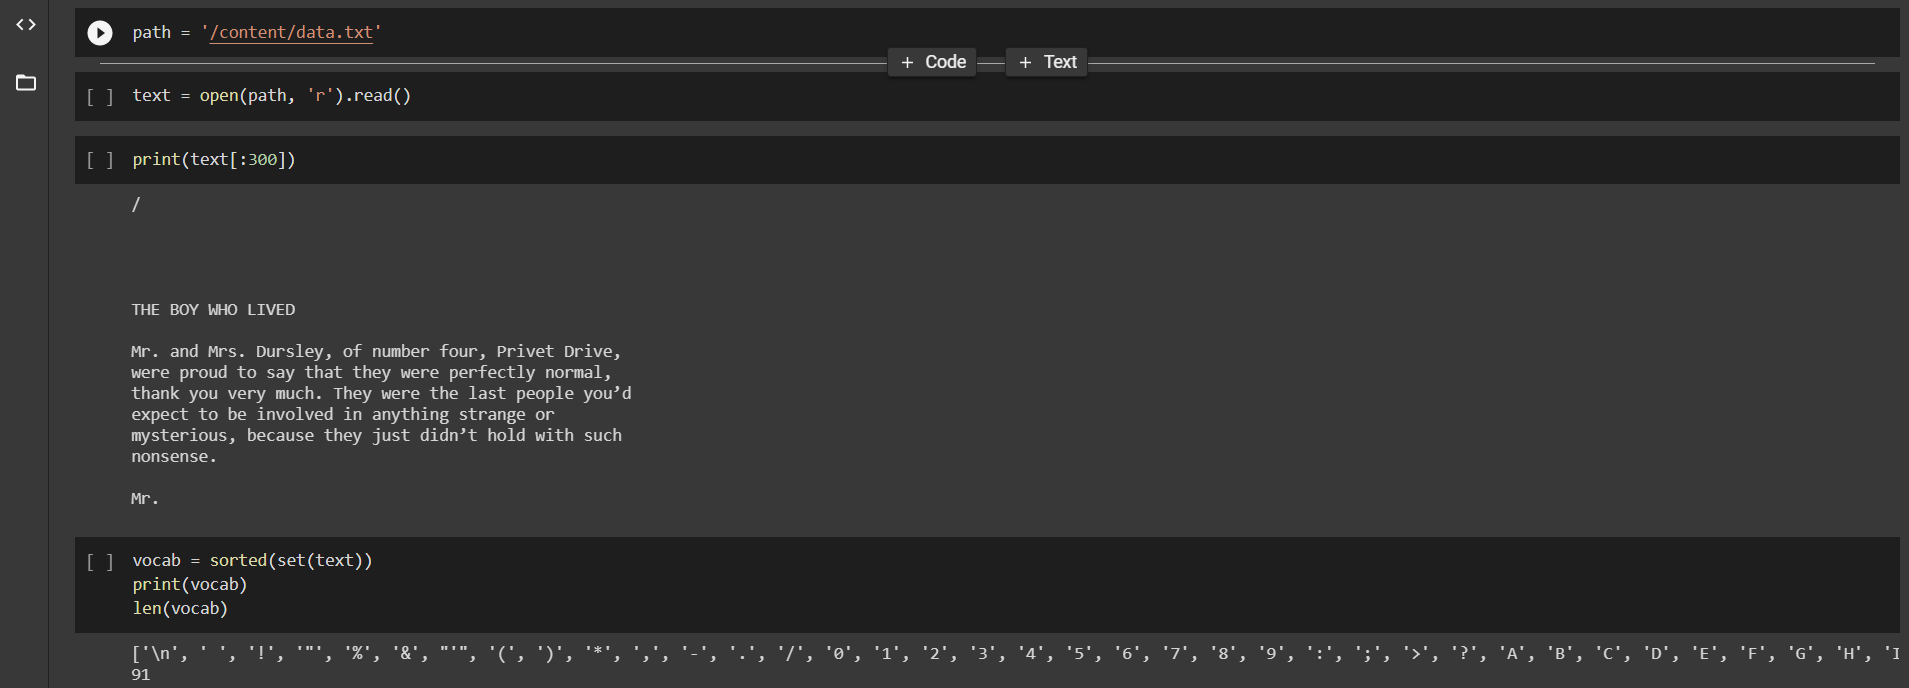 path = '/content/data.txt'
+ Code + Text
[ ] text = open(path, 'r').read()
[ ] print(text[:300])
/
THE BOY WHO LIVED
Mr. and Mrs. Dursley, of number four, Privet Drive,
were proud to say that they were perfectly normal,
thank you very much. They were the last people you’d
expect to be involved in anything strange or
mysterious, because they just didn’t hold with such
nonsense.
Mr.
[ ] vocab = sorted(set(text))
print(vocab)
len(vocab)
['\n', ' ', '!', '"', '%', '&', "'", '(', ')', '*', ',', '-', '.', '/', '0', '1', '2', '3', '4', '5', '6', '7', '8', '9', ':', ';', '>', '?', 'A', 'B', 'C', 'D', 'E', 'F', 'G', 'H', 'I
91